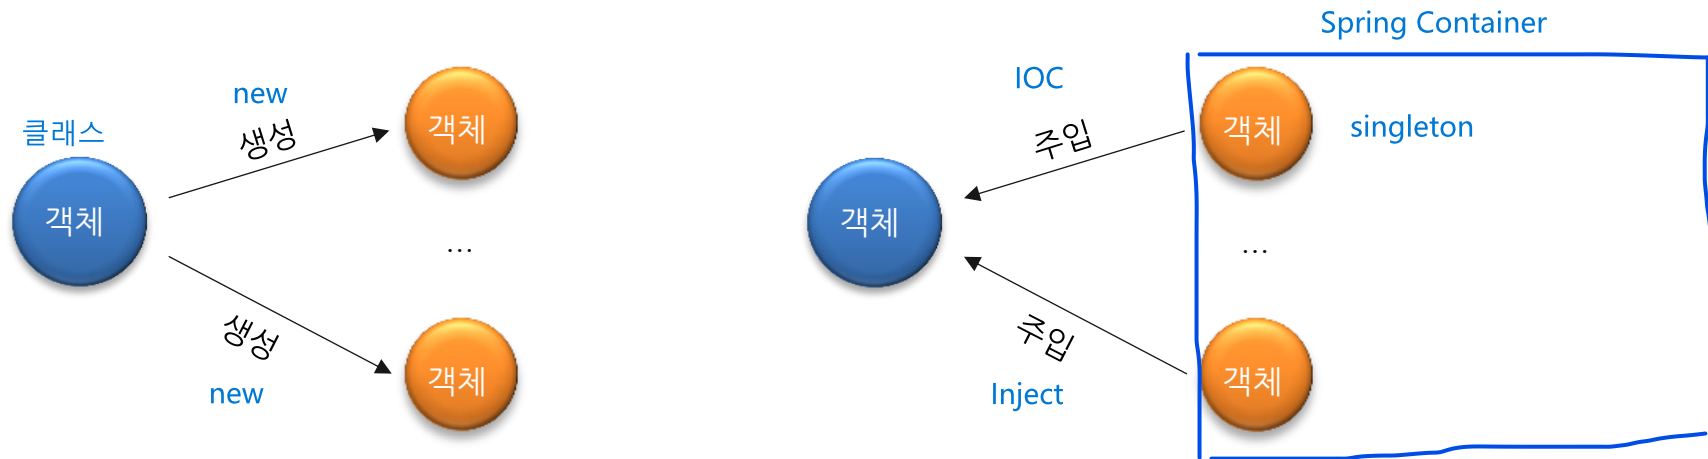 클래스
new
생성
객체
객체
...
생성
new
객체
Spring Container
IOC
주입
객체
singleton
객체
...
주입
Inject
객체